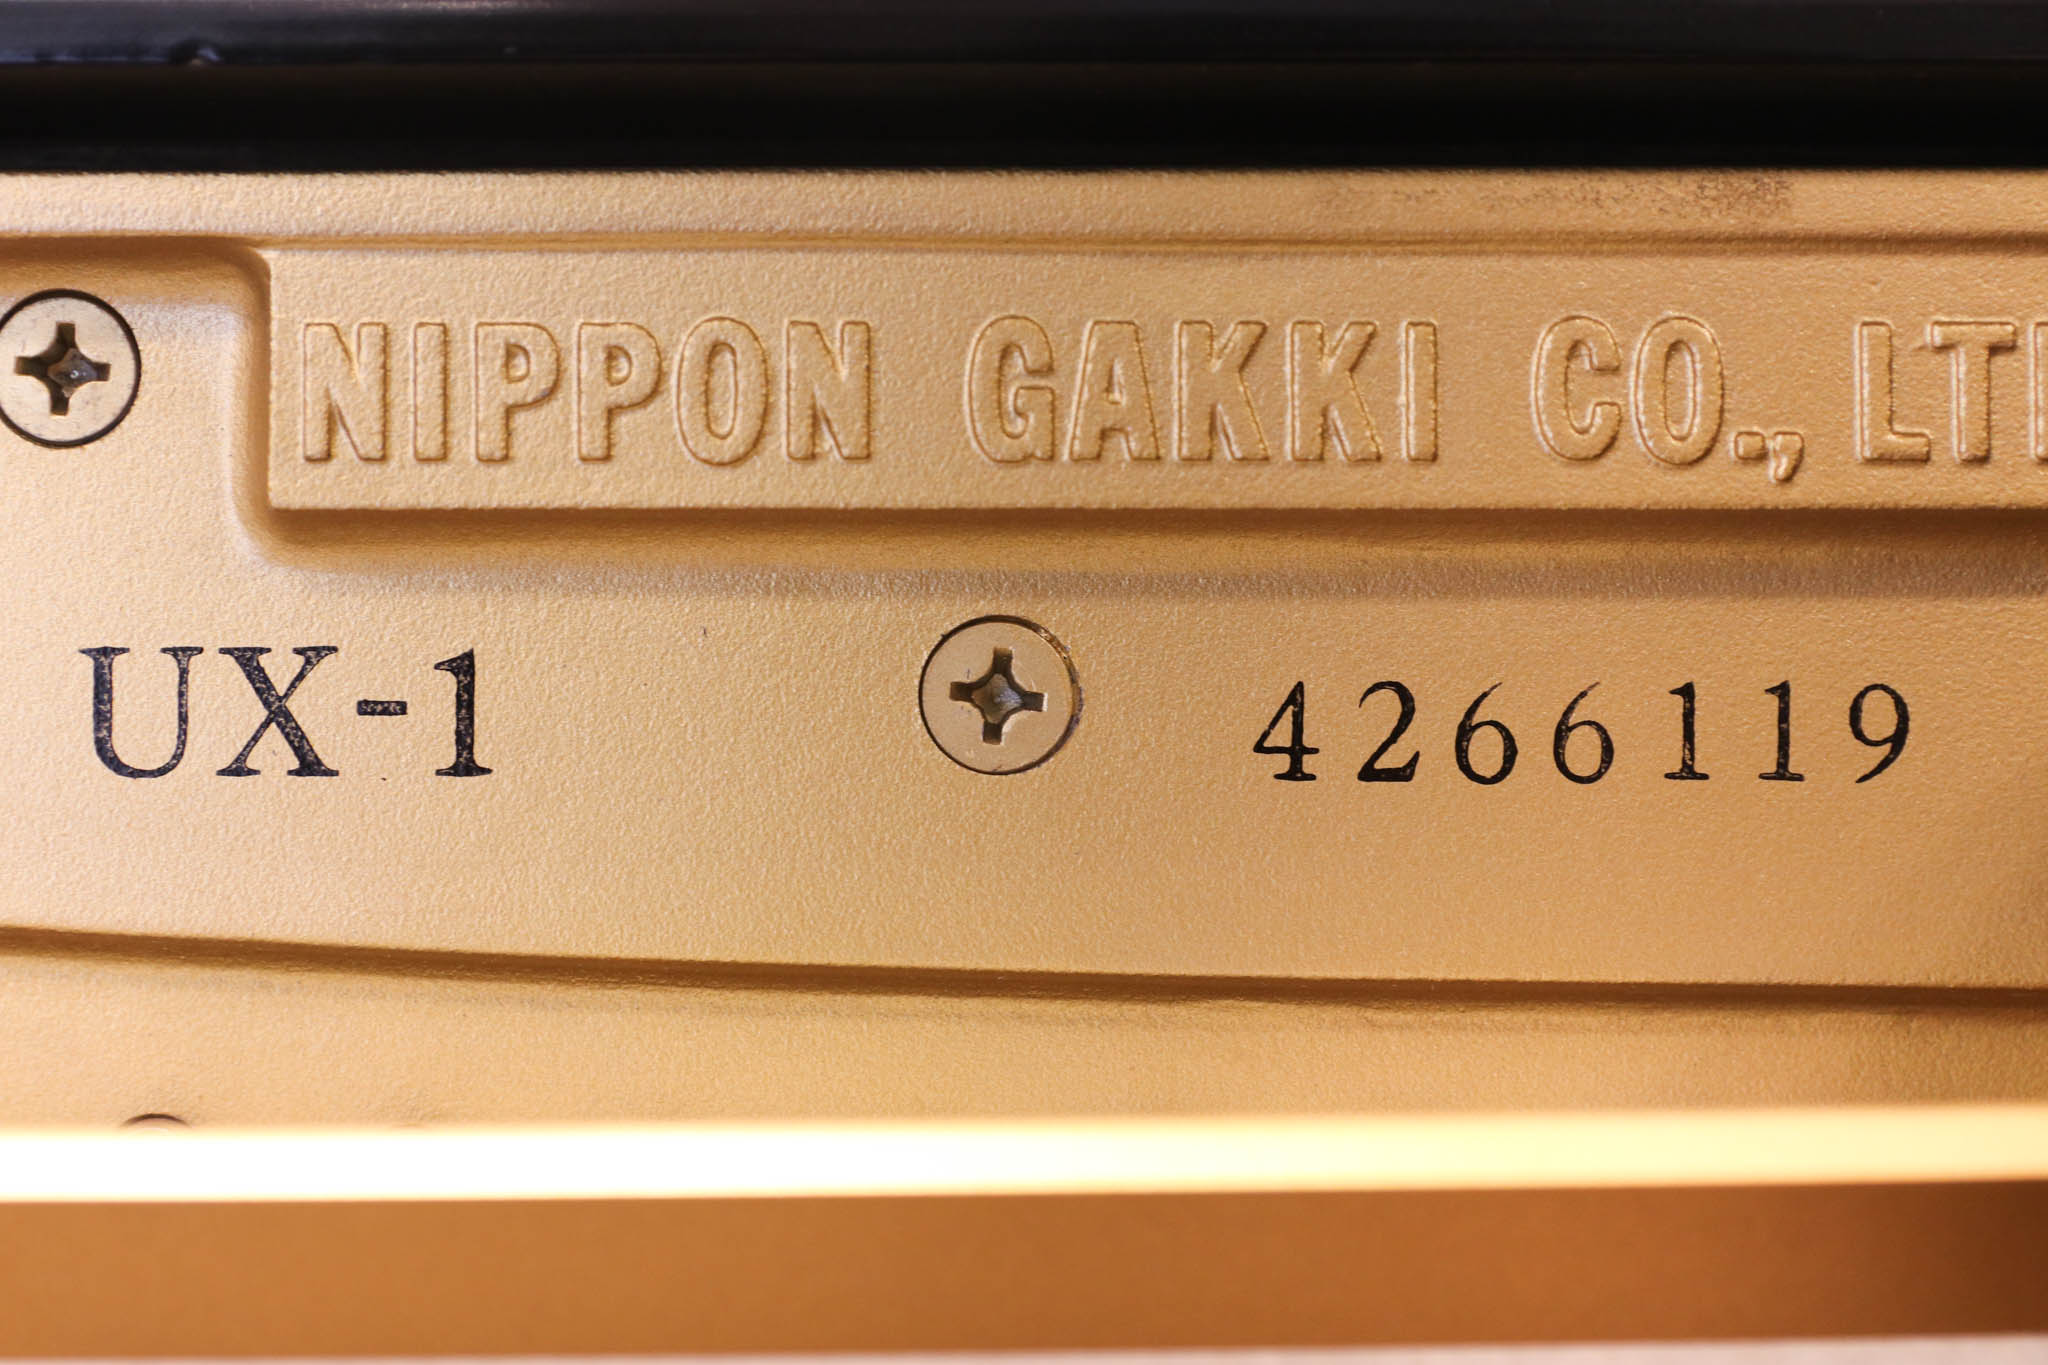 NIPPON GAKKI CO., LT
UX-1 4266119